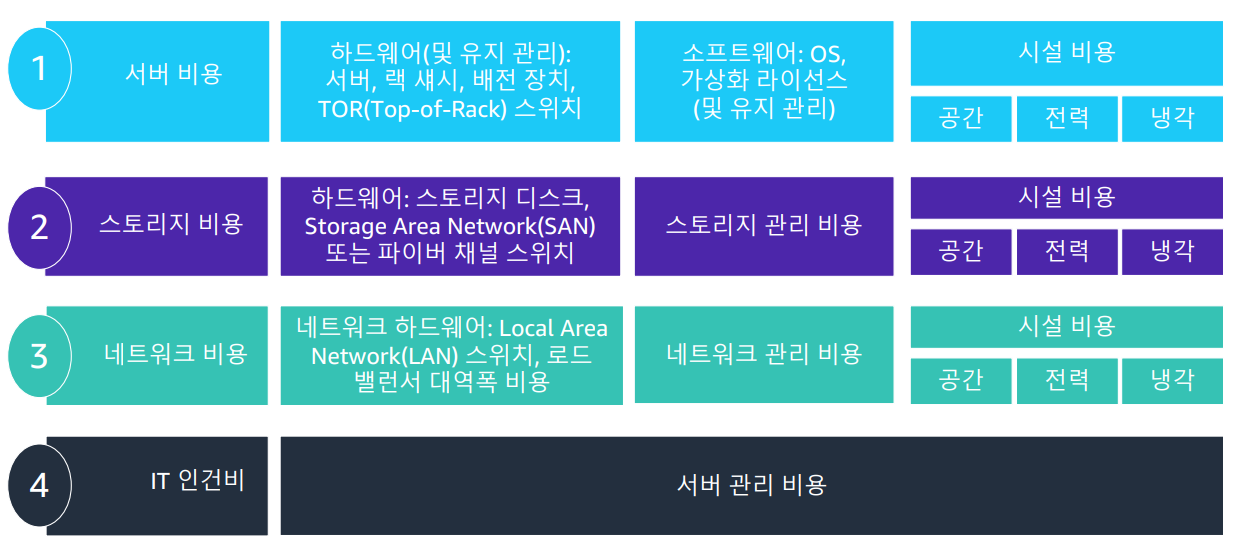 1
서버 비용
하드웨어(및 유지 관리):
서버, 랙 섀시, 배전 장치,
TOR(Top-of-Rack) 스위치
소프트웨어: OS,
가상화 라이선스
(및 유지 관리)
시설 비용
공간
전력
냉각
2
스토리지 비용
하드웨어: 스토리지 디스크,
Storage Area Network(SAN)
또는 파이버 채널 스위치
스토리지 관리 비용
시설 비용
공간
전력
냉각
3
네트워크 비용
네트워크 하드웨어: Local Area
Network(LAN) 스위치, 로드
밸런서 대역폭 비용
네트워크 관리 비용
시설 비용
공간
전력
냉각
4
IT 인건비
서버 관리 비용